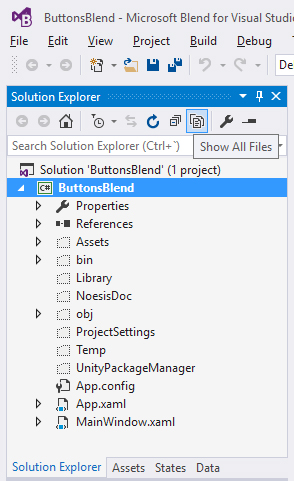 ButtonsBlend - Microsoft Blend for Visual Studio
File Edit View Project Build Debug
De
Solution Explorer
Search Solution Explorer (Ctrl+`)
Show All Files
Solution 'ButtonsBlend' (1 project)
C# ButtonsBlend
Properties
References
Assets
bin
Library
NoesisDoc
obj
ProjectSettings
Temp
UnityPackageManager
App.config
App.xaml
MainWindow.xaml
Solution Explorer Assets States Data